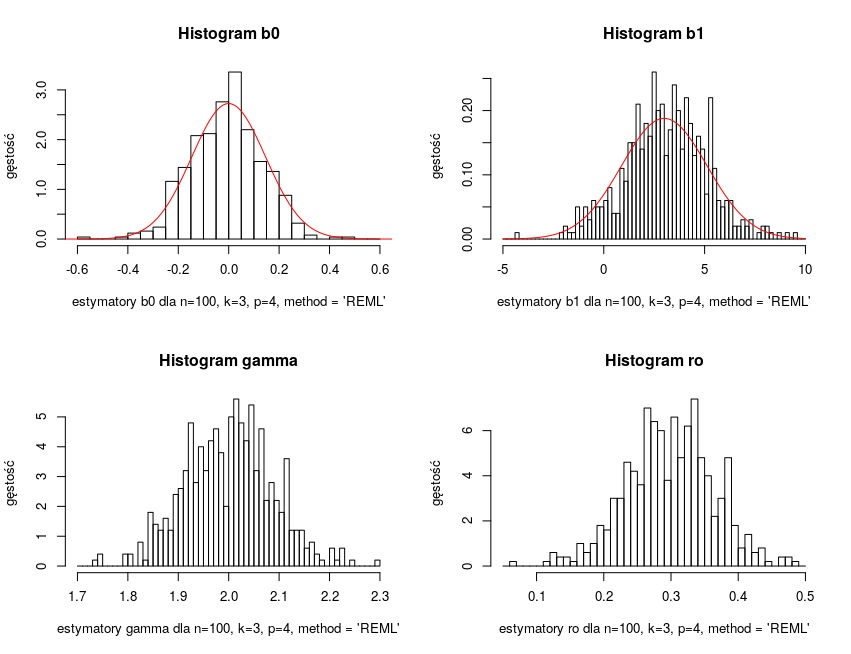 Histogram b0
gęstość
0.0 1.0 2.0 3.0
-0.6 -0.4 -0.2 0.0 0.2 0.4 0.6
estymatory b0 dla n=100, k=3, p=4, method = 'REML'
Histogram b1
gęstość
0.00 0.10 0.20
-5 0 5 10
estymatory b1 dla n=100, k=3, p=4, method = 'REML'
Histogram gamma
gęstość
0 1 2 3 4 5
1.7 1.8 1.9 2.0 2.1 2.2 2.3
estymatory gamma dla n=100, k=3, p=4, method = 'REML'
Histogram ro
gęstość
0 2 4 6
0.1 0.2 0.3 0.4 0.5
estymatory ro dla n=100, k=3, p=4, method = 'REML'